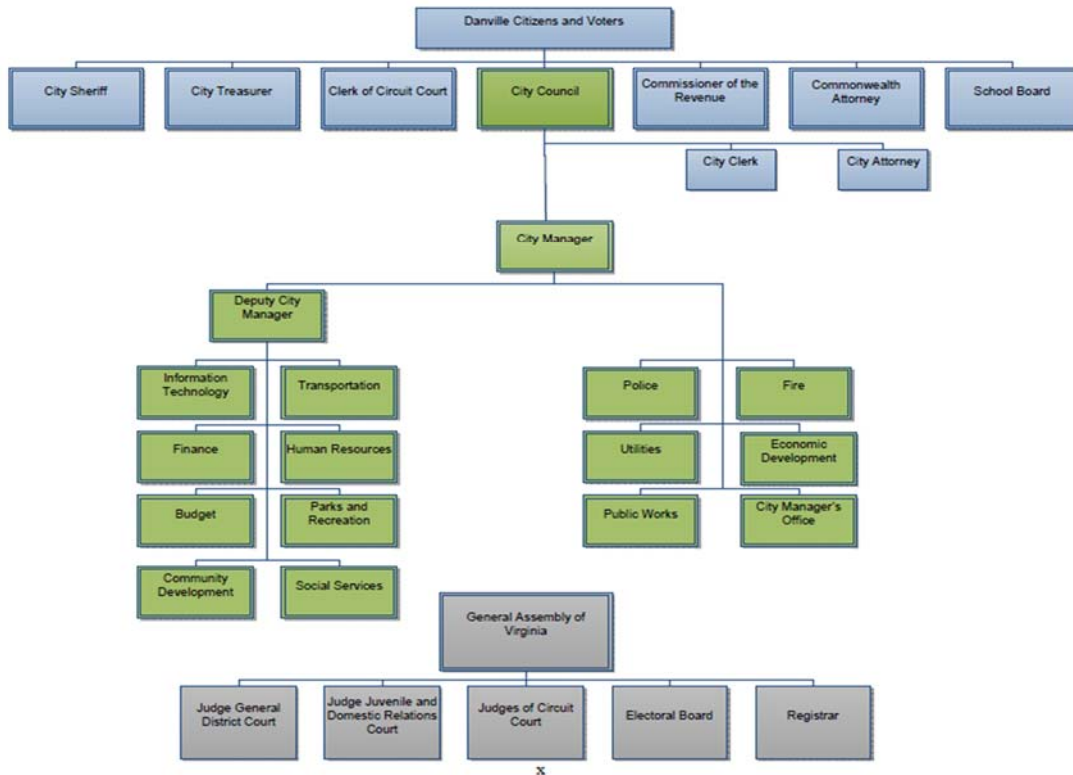 Danville Citizens and Voters
City Sheriff
City Treasurer
Clerk of Circuit Court
City Council
Commissioner of the
Revenue
Commonwealth
Attorney
School Board
City Clerk
City Attorney
City Manager
Deputy City
Manager
Information
Technology
Transportation
Police
Fire
Finance
Human Resources
Utilities
Economic
Development
Budget
Parks and
Recreation
Public Works
City Manager's
Office
Community
Development
Social Services
General Assembly of
Virginia
Judge General
District Court
Judge Juvenile and
Domestic Relations
Court
Judges of Circuit
Court
Electoral Board
Registrar
x